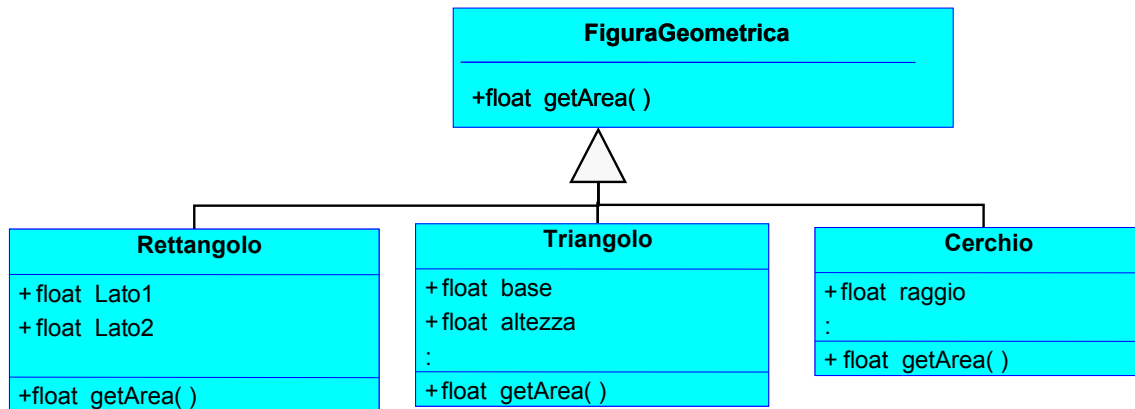 FiguraGeometrica
+float getArea( )
Rettangolo
+float Lato1
+float Lato2
+float getArea( )
Triangolo
+float base
+float altezza
:
+float getArea( )
Cerchio
+float raggio
:
+ float getArea( )